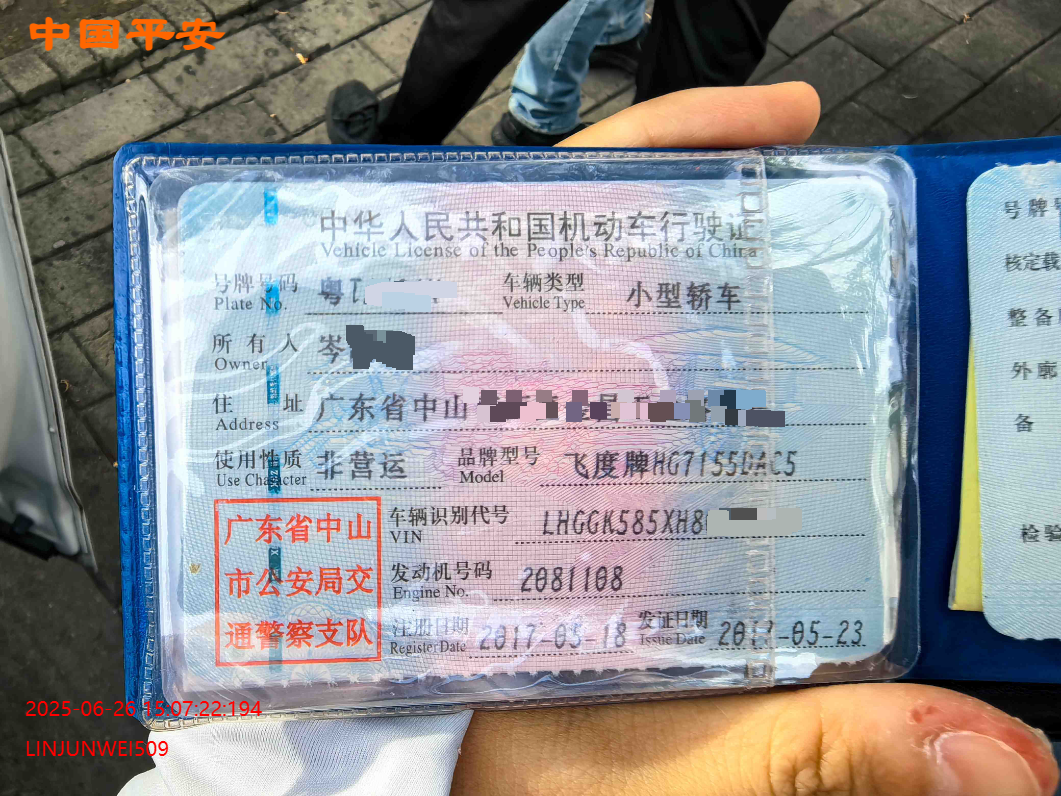 中国平安
中华人民共和国机动车行驶证
Vehicle License of the People's Republic of China
号牌号码 粤 车辆类型 小型轿车
Plate No. Vehicle Type
所有人 岑
Owner
住址 广东省中山
Address
使用性质 非营运 品牌型号 飞度牌HG7155DAC5
Use Character Model
广东省中山
市公安局交
通警察支队
车辆识别代号 LHGGK585XH8
VIN
发动机号码 2081108
Engine No.
注册日期 2017-05-18 发证日期 2017-05-23
Register Date Issue Date
号牌号
核定载
整备
外廓
备
检验
2025-06-26 15:07:22:194
LINJUNWEI509